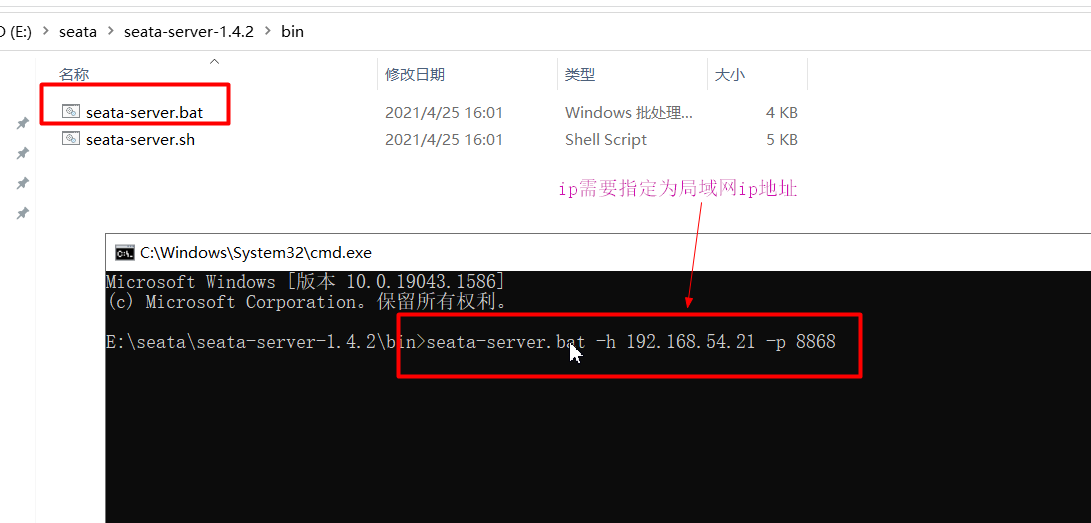 (E:) > seata > seata-server-1.4.2 > bin
名称 修改日期 类型 大小
seata-server.bat 2021/4/25 16:01 Windows 批处理... 4 KB
seata-server.sh 2021/4/25 16:01 Shell Script 5 KB
ip需要指定为局域网ip地址
C:\Windows\System32\cmd.exe
Microsoft Windows [版本 10.0.19043.1586]
(c) Microsoft Corporation。保留所有权利。
E:\seata\seata-server-1.4.2\bin>seata-server.bat -h 192.168.54.21 -p 8868